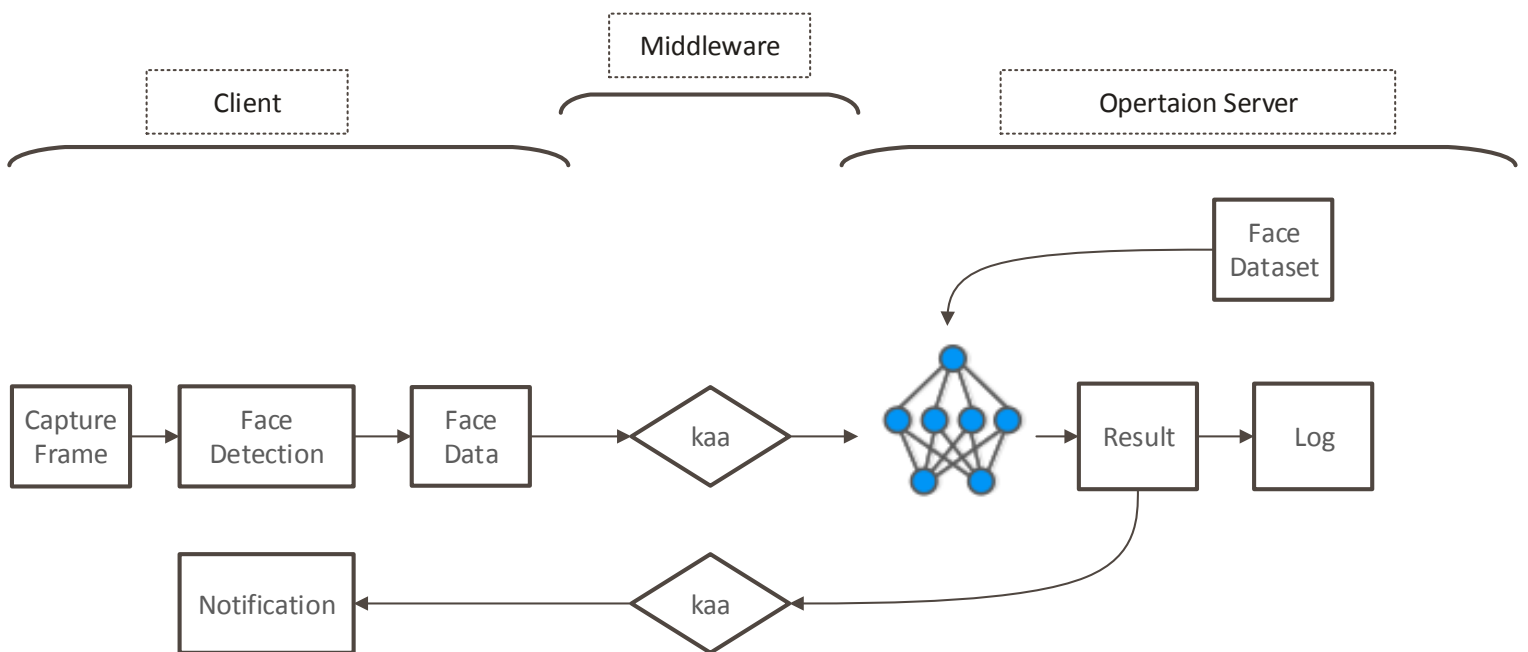 Middleware
Client
Opertaion Server
Face
Dataset
Capture
Frame
Face
Detection
Face
Data
kaa
Result
Log
Notification
kaa